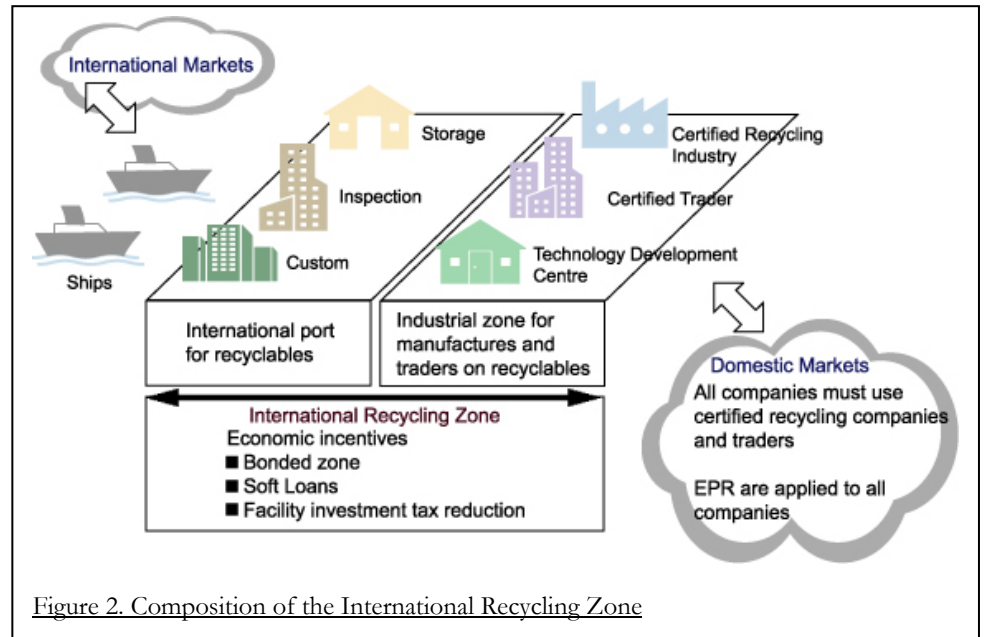 International Markets
Storage
Certified Recycling
Industry
Inspection
Certified Trader
Custom
Technology Development
Centre
Ships
International port
for recyclables
Industrial zone for
manufactures and
traders on recyclables
International Recycling Zone
Economic incentives
■ Bonded zone
■ Soft Loans
■ Facility investment tax reduction
Domestic Markets
All companies must use
certified recycling companies
and traders
EPR are applied to all
companies
Figure 2. Composition of the International Recycling Zone